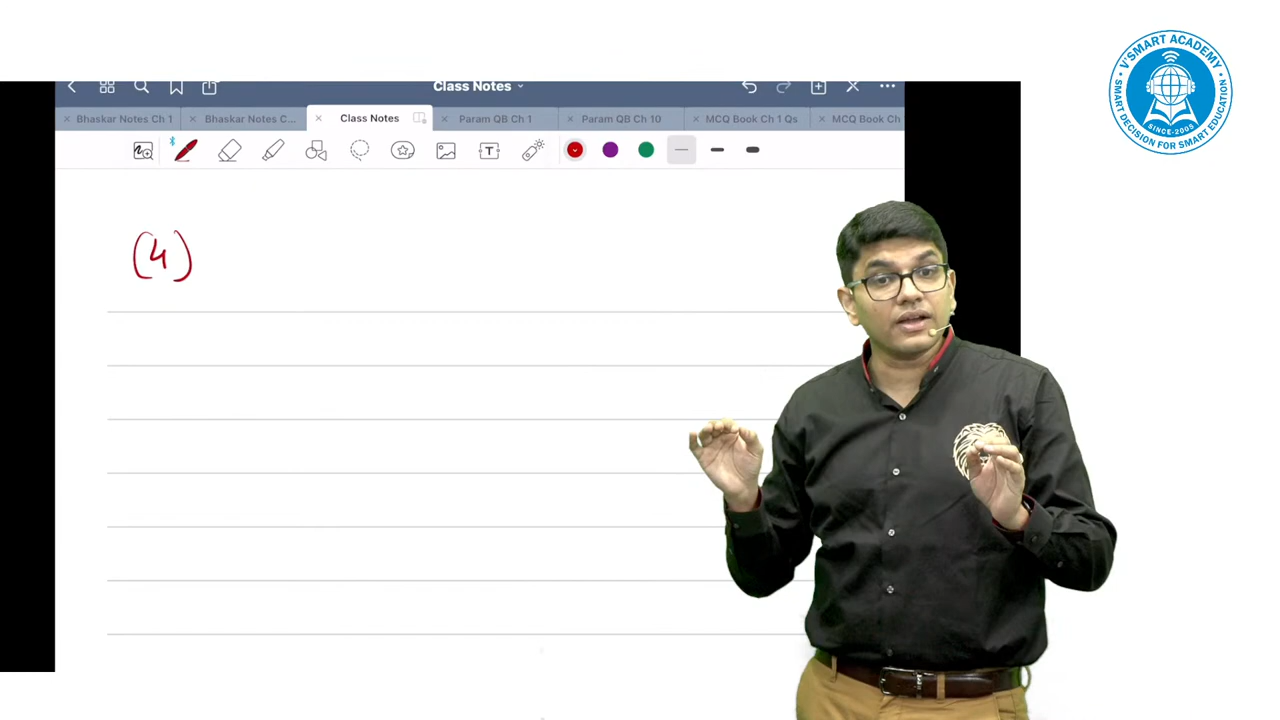 V'SMART ACADEMY
SINCE-2005
SMART DECISION FOR SMART EDUCATION
Class Notes
Bhaskar Notes Ch 1
Bhaskar Notes C...
Class Notes
Param QB Ch 1
Param QB Ch 10
MCQ Book Ch 1 Qs
MCQ Book Ch
T
(4)